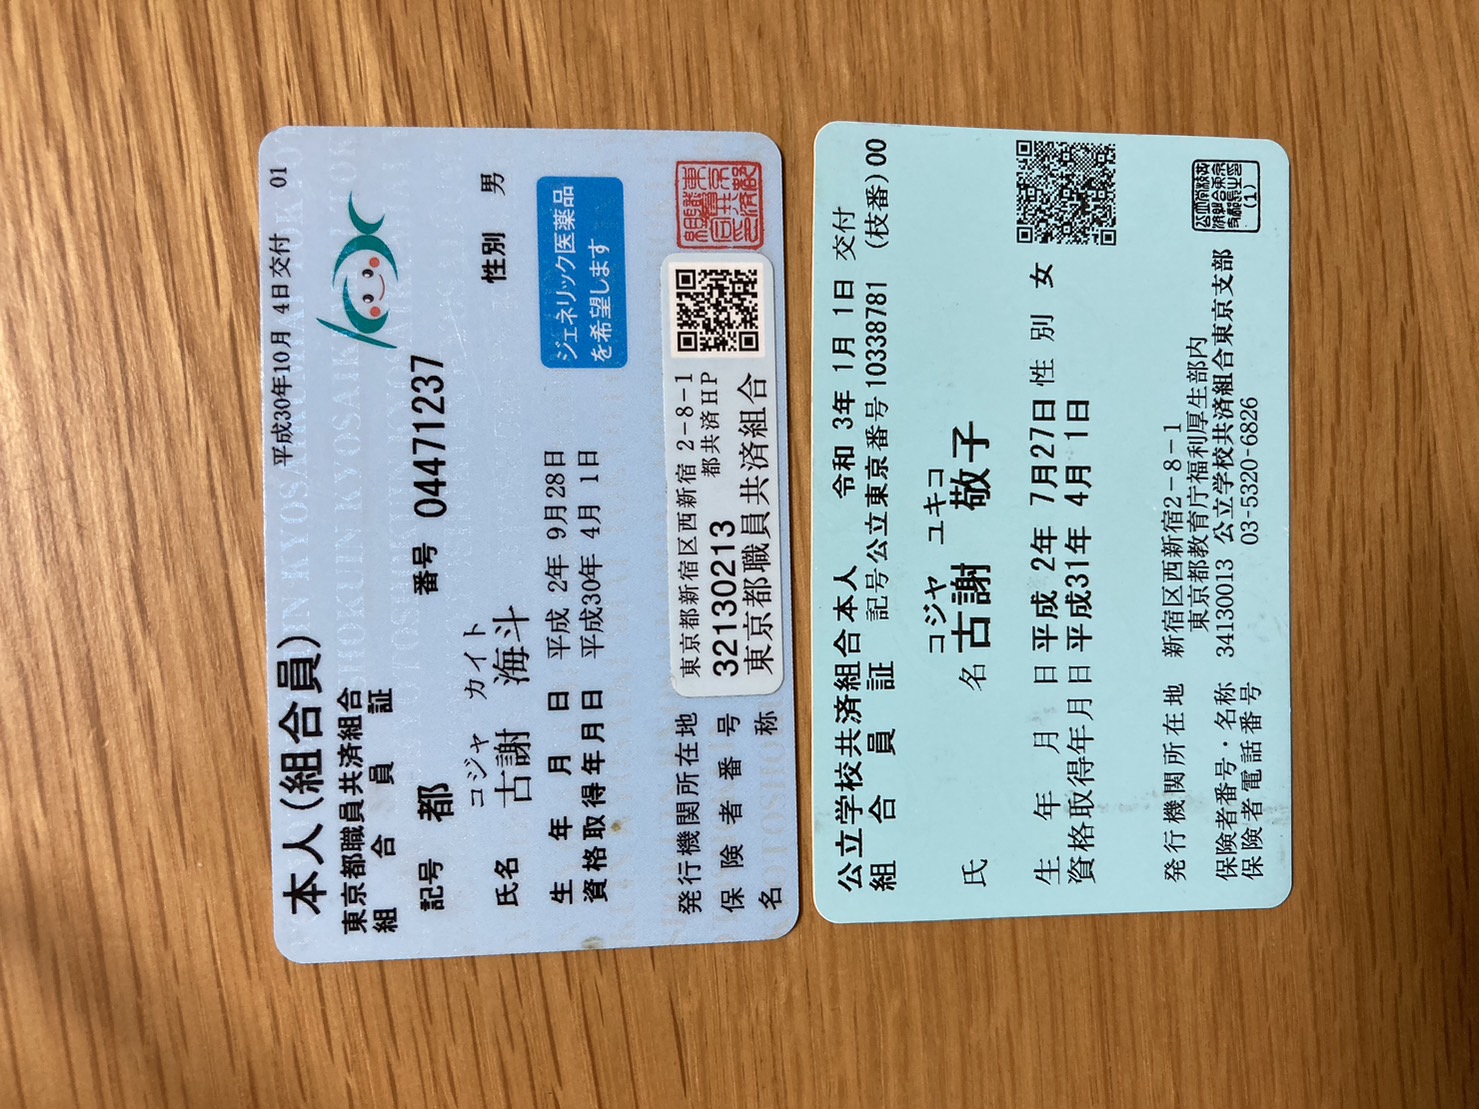 平成30年10月 4日交付 01
本人(組合員)
東京都職員共済組合
組合員証
記号 都 番号 04471237
コジャ カイト
氏名 古謝 海斗 性別 男
生年月日 平成 2年 9月28日
資格取得年月日 平成30年 4月 1日
ジェネリック医薬品
を希望します
発行機関所在地 東京都新宿区西新宿 2-8-1
都共済HP
保険者番号 32130213
名称 東京都職員共済組合
公立学校共済組合本人 令和 3年 1月 1日 交付
組合員証 記号公立東京番号10338781 (枝番)00
コジャ ユキコ
氏名 古謝 敬子
生年月日 平成 2年 7月27日 性別 女
資格取得年月日 平成31年 4月 1日
発行機関所在地 新宿区西新宿2-8-1
東京都教育庁福利厚生部内
保険者番号・名称 34130013 公立学校共済組合東京支部
保険者電話番号 03-5320-6826
(1)